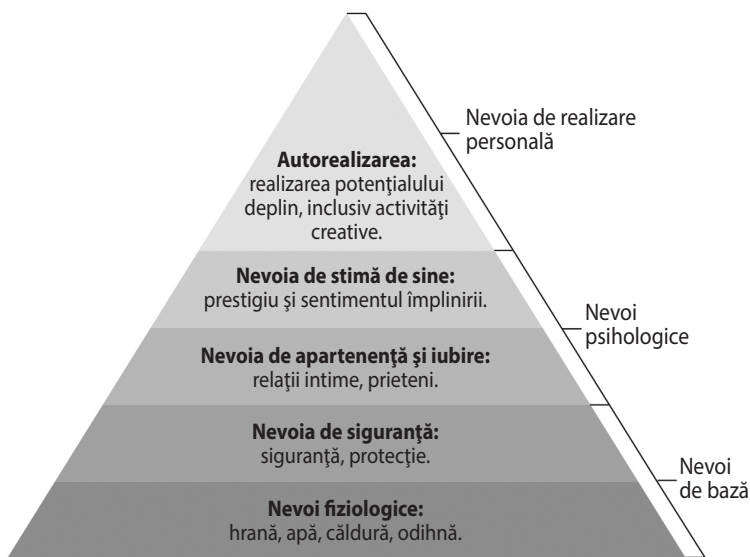 Nevoia de realizare
personală
Autorealizarea:
realizarea potenţialului
deplin, inclusiv activităţi
creative.
Nevoia de stimă de sine:
prestigiu şi sentimentul împlinirii.
Nevoi
psihologice
Nevoia de apartenenţă şi iubire:
relaţii intime, prieteni.
Nevoia de siguranţă:
siguranţă, protecţie.
Nevoi
de bază
Nevoi fiziologice:
hrană, apă, căldură, odihnă.